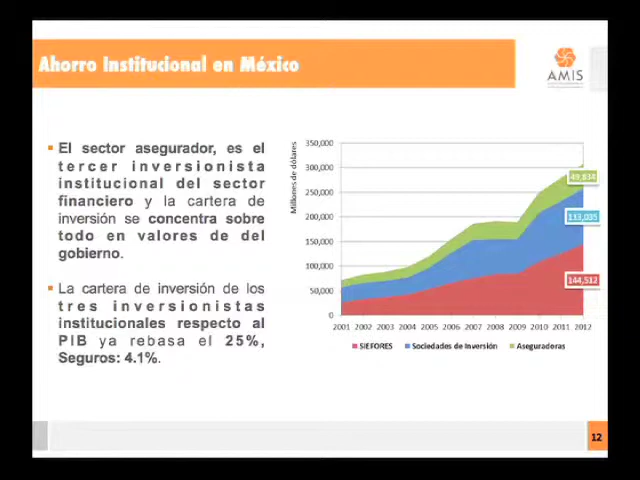 Ahorro Institucional en México
AMIS
El sector asegurador, es el
tercer inversionista
institucional del sector
financiero y la cartera de
inversión se concentra sobre
todo en valores de del
gobierno.
La cartera de inversión de los
tres inversionistas
institucionales respecto al
PIB ya rebasa el 25%,
Seguros: 4.1%.
Millones de dólares
350,000
300,000
250,000
200,000
150,000
100,000
50,000
0
49,834
113,035
144,512
2001 2002 2003 2004 2005 2006 2007 2008 2009 2010 2011 2012
SIEFORES Sociedades de Inversión Aseguradoras
12